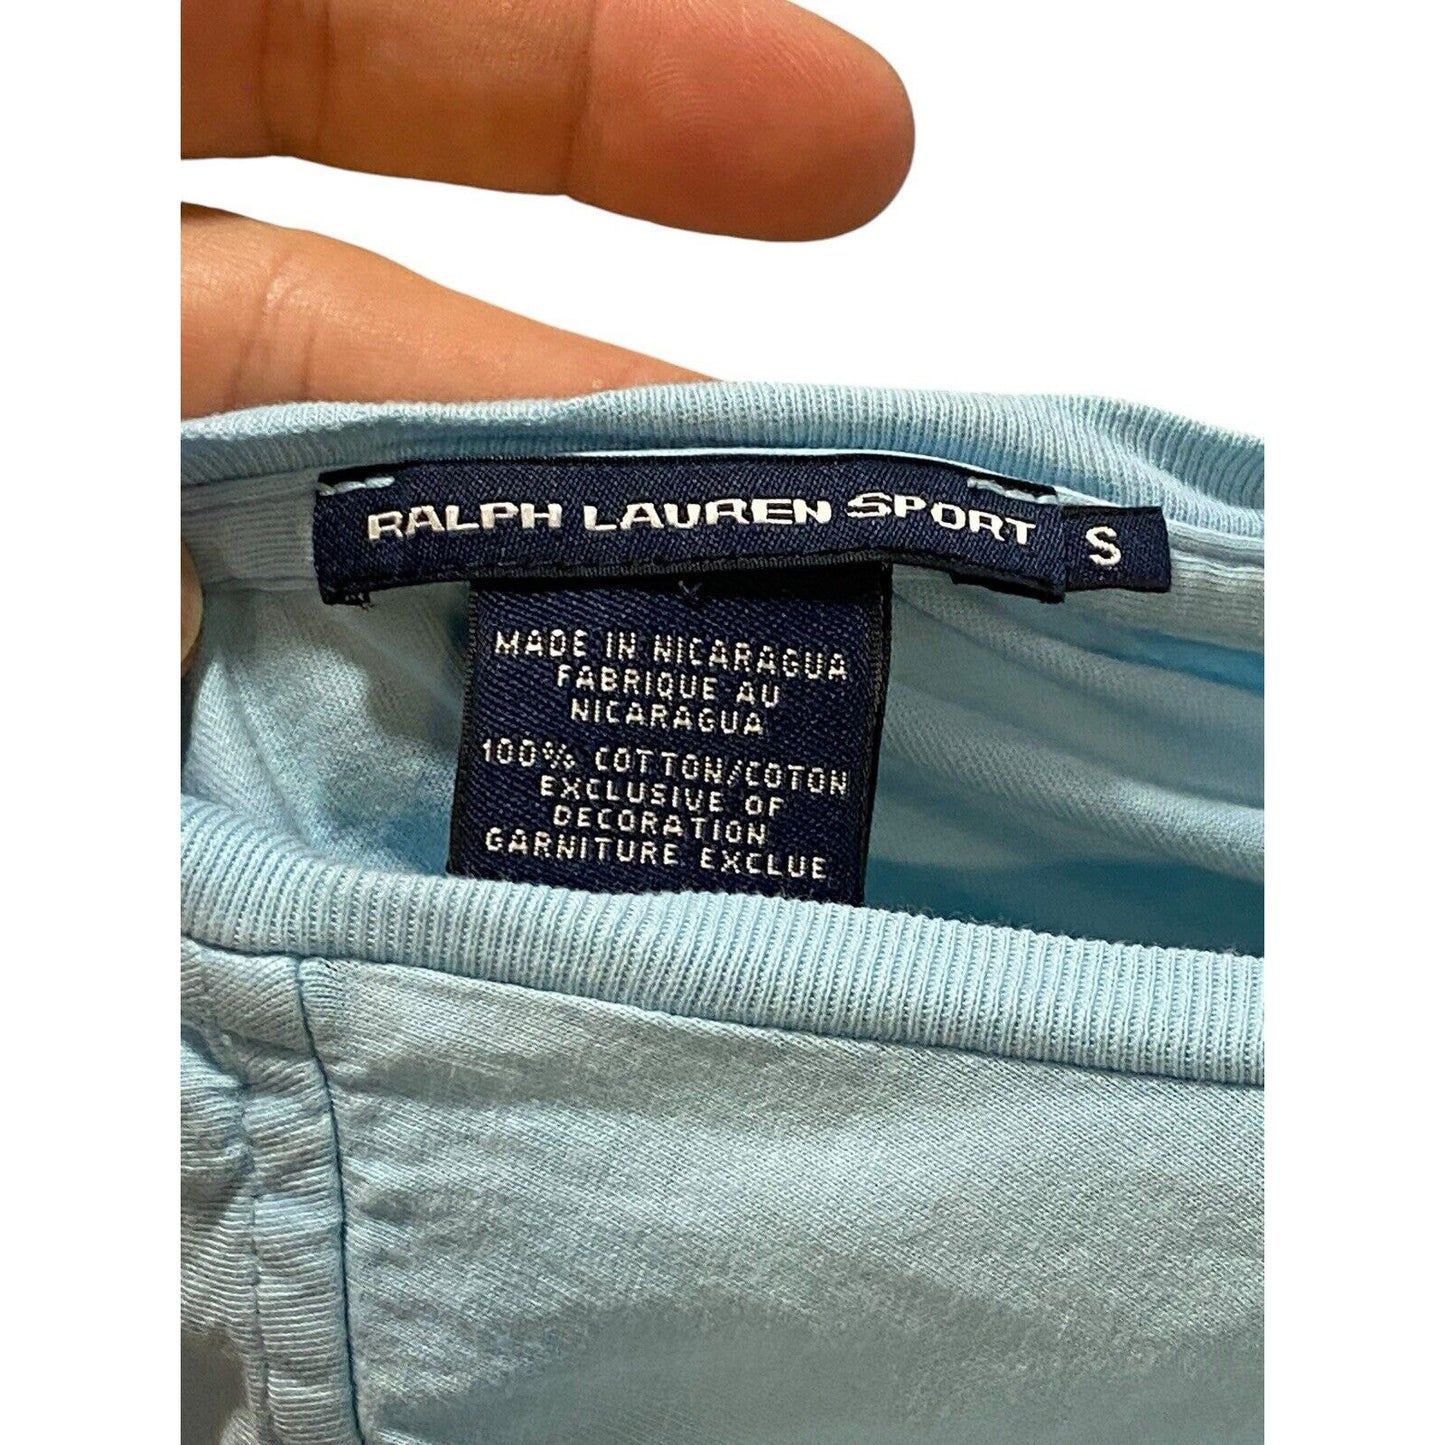 RALPH LAUREN SPORT
S
MADE IN NICARAGUA
FABRIQUE AU
NICARAGUA
100% COTTON/COTON
EXCLUSIVE OF
DECORATION
GARNITURE EXCLUE